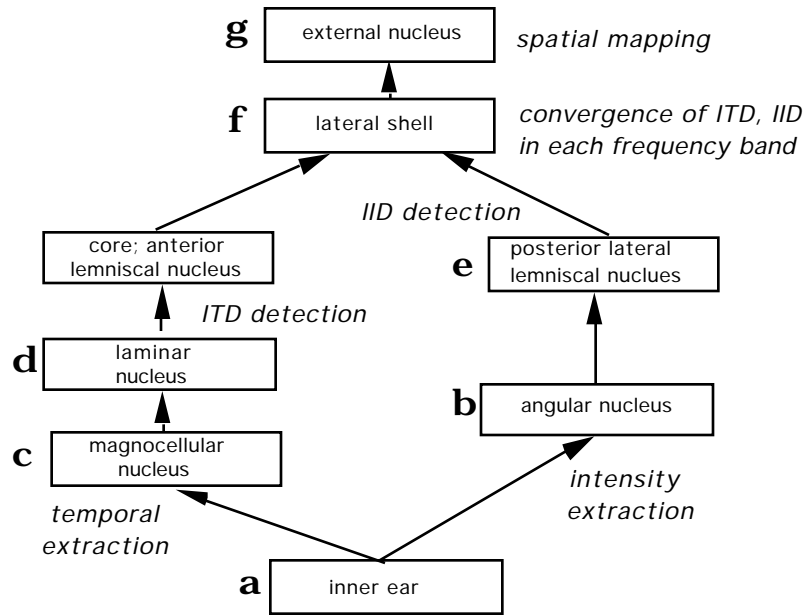 g
external nucleus
spatial mapping
f
lateral shell
convergence of ITD, IID
in each frequency band
IID detection
core; anterior
lemniscal nucleus
e
posterior lateral
lemniscal nuclues
ITD detection
d
laminar
nucleus
b
angular nucleus
c
magnocellular
nucleus
temporal
extraction
intensity
extraction
a
inner ear